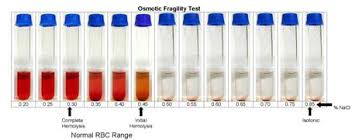 Osmotic Fragility Test
0.20 0.25 0.30 0.35 0.40 0.45 0.50 0.55 0.60 0.65 0.70 0.75 0.85 % NaCl
Complete Hemolysis
Initial Hemolysis
Isotonic
Normal RBC Range